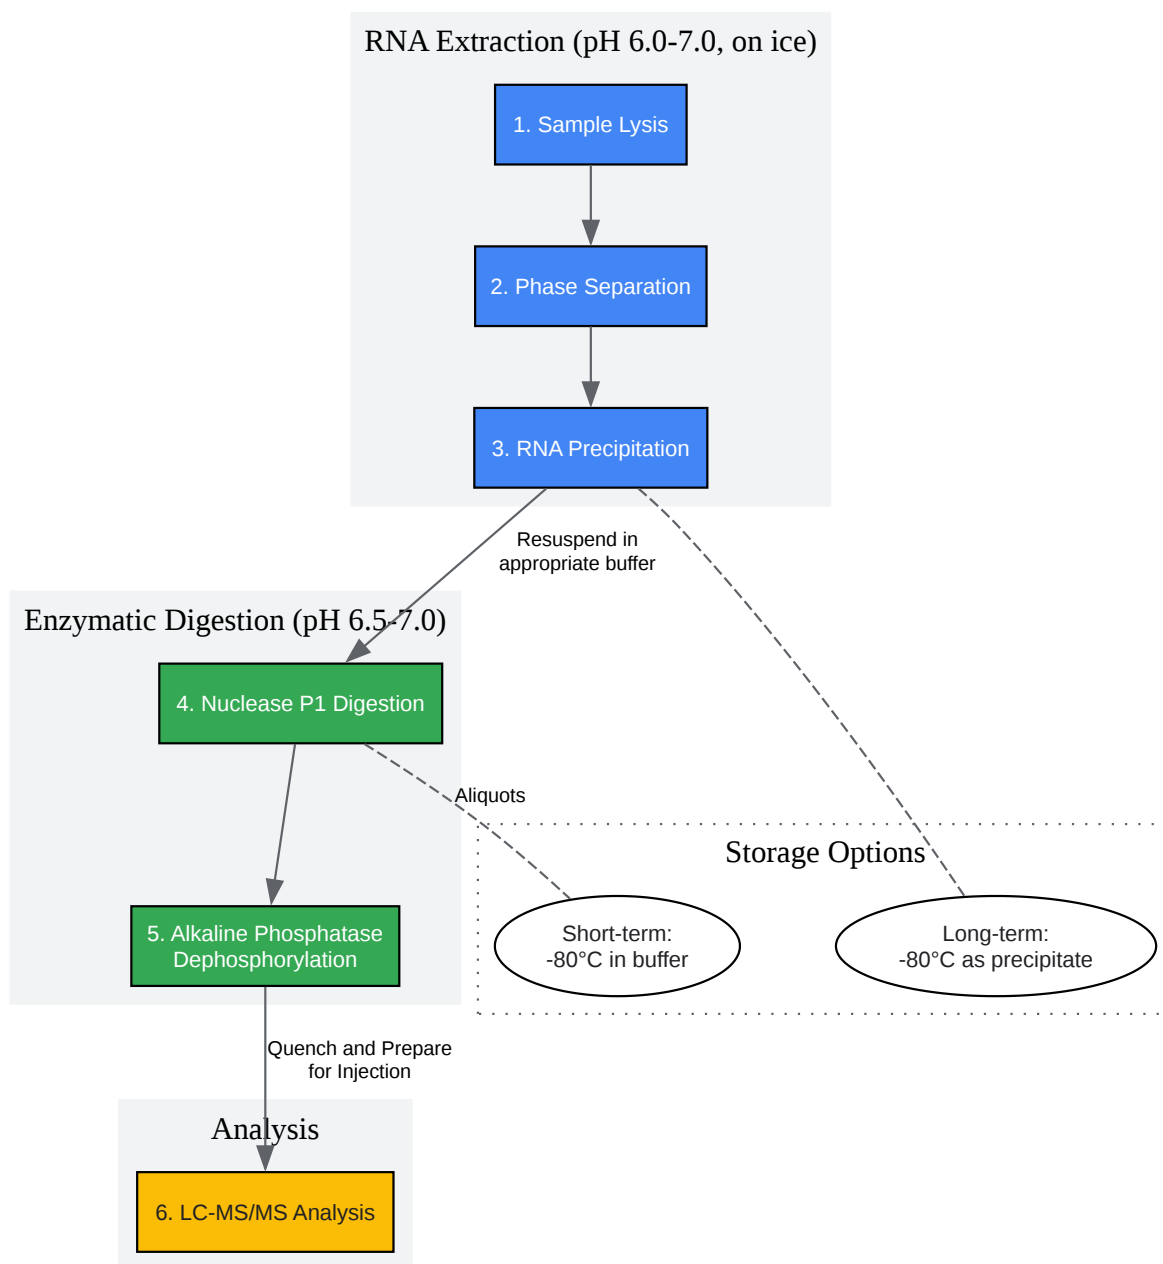 RNA Extraction (pH 6.0-7.0, on ice)
1. Sample Lysis
2. Phase Separation
3. RNA Precipitation
Resuspend in
appropriate buffer
Enzymatic Digestion (pH 6.5-7.0)
4. Nuclease P1 Digestion
Aliquots
Storage Options
5. Alkaline Phosphatase
Dephosphorylation
Short-term:
-80°C in buffer
Long-term:
-80°C as precipitate
Quench and Prepare
for Injection
Analysis
6. LC-MS/MS Analysis